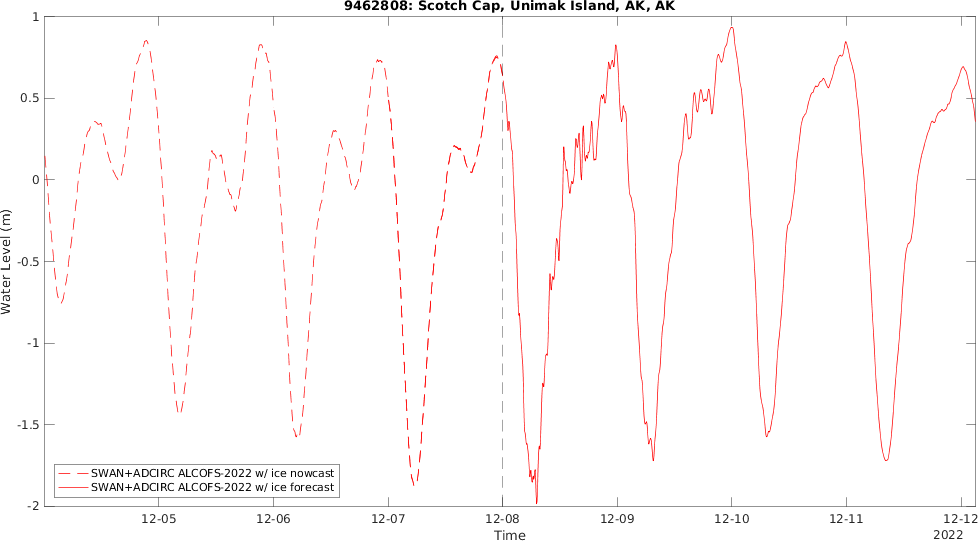 9462808: Scotch Cap, Unimak Island, AK, AK
1
0.5
0
-0.5
-1
-1.5
-2
Water Level (m)
SWAN+ADCIRC ALCOFS-2022 w/ ice nowcast
SWAN+ADCIRC ALCOFS-2022 w/ ice forecast
12-05 12-06 12-07 12-08 12-09 12-10 12-11 12-12
Time
2022